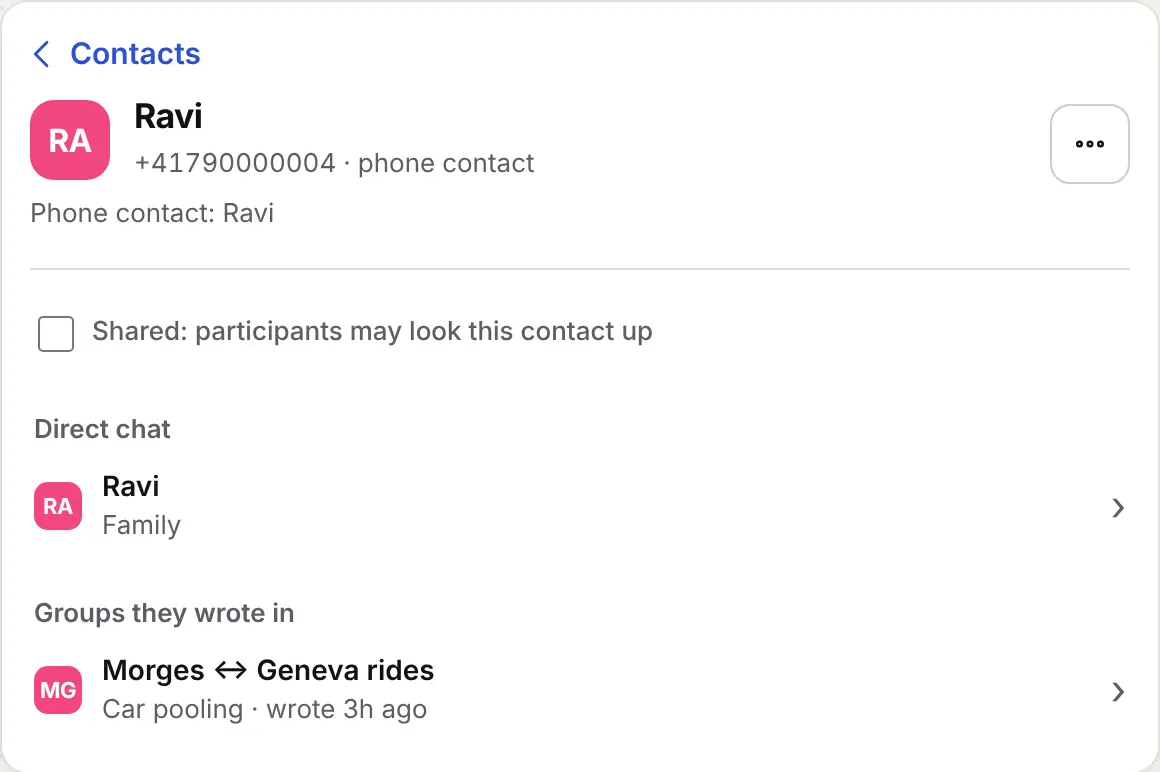 Contacts
RA
Ravi
+41790000004 · phone contact
Phone contact: Ravi
Shared: participants may look this contact up
Direct chat
RA
Ravi
Family
Groups they wrote in
MG
Morges ↔ Geneva rides
Car pooling · wrote 3h ago